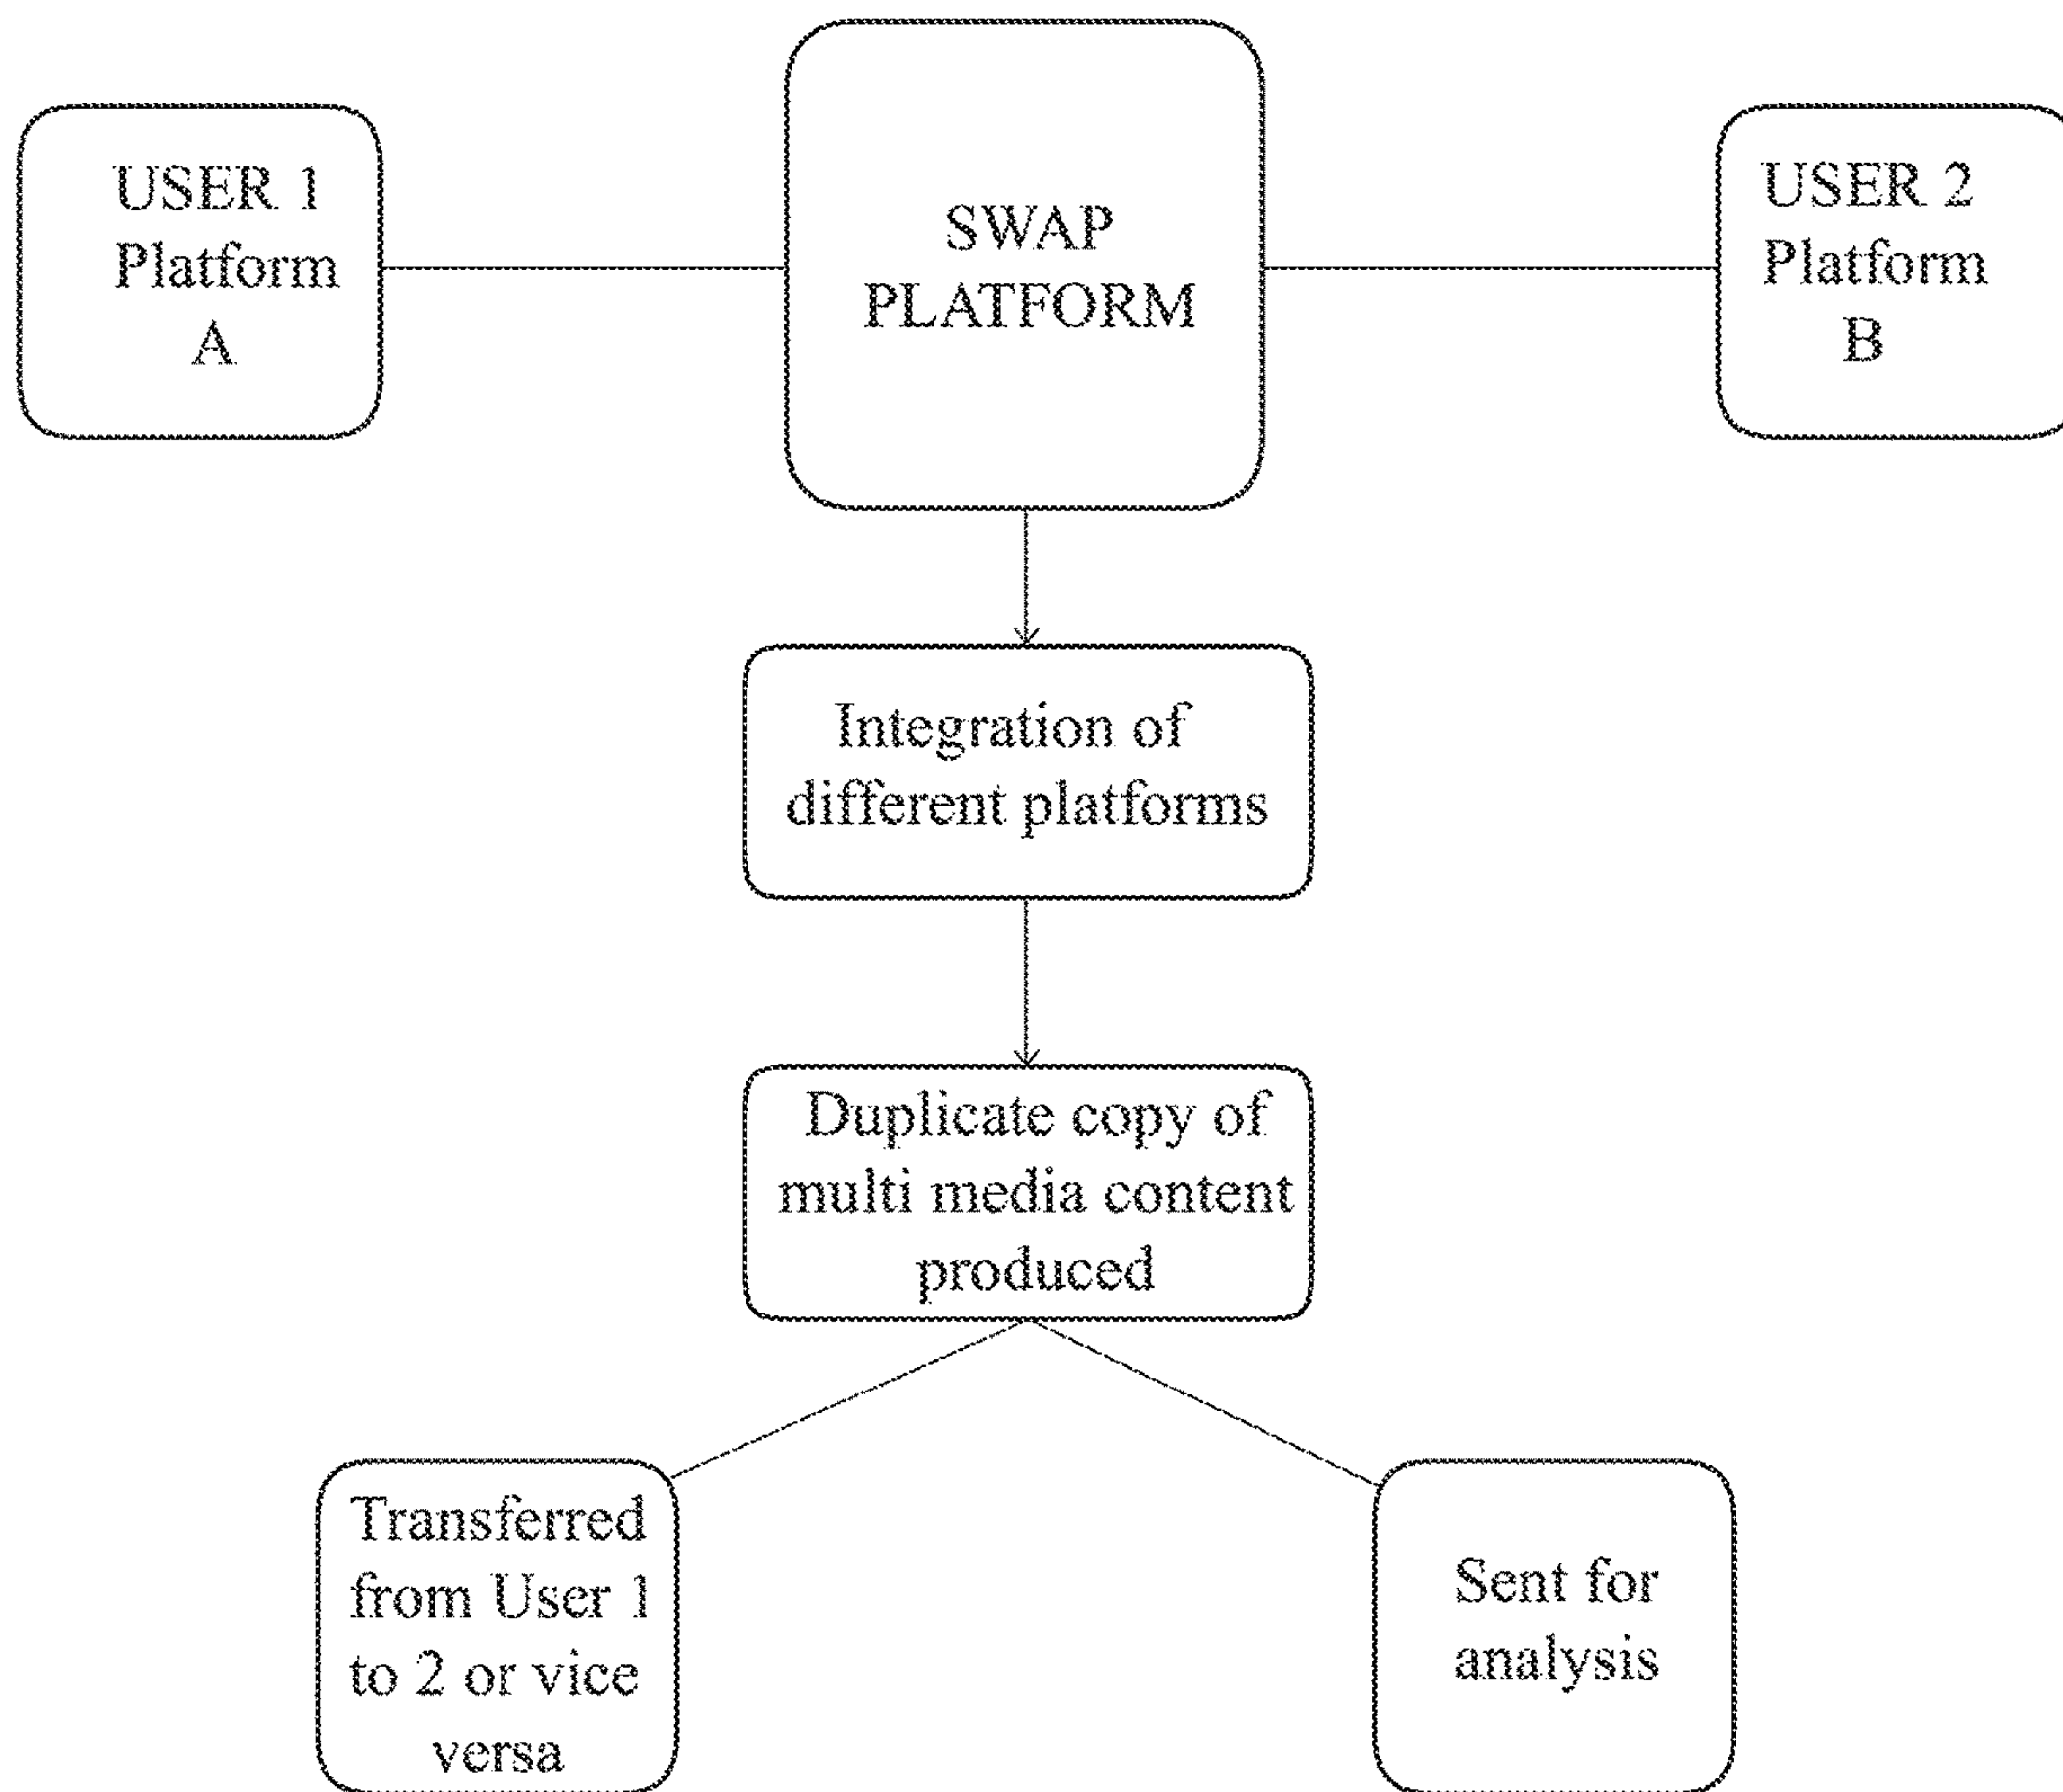 USER 1
Platform
A
SWAP
PLATFORM
USER 2
Platform
B
Integration of
different platforms
Duplicate copy of
multi media content
produced
Transferred
from User 1
to 2 or vice
versa
Sent for
analysis